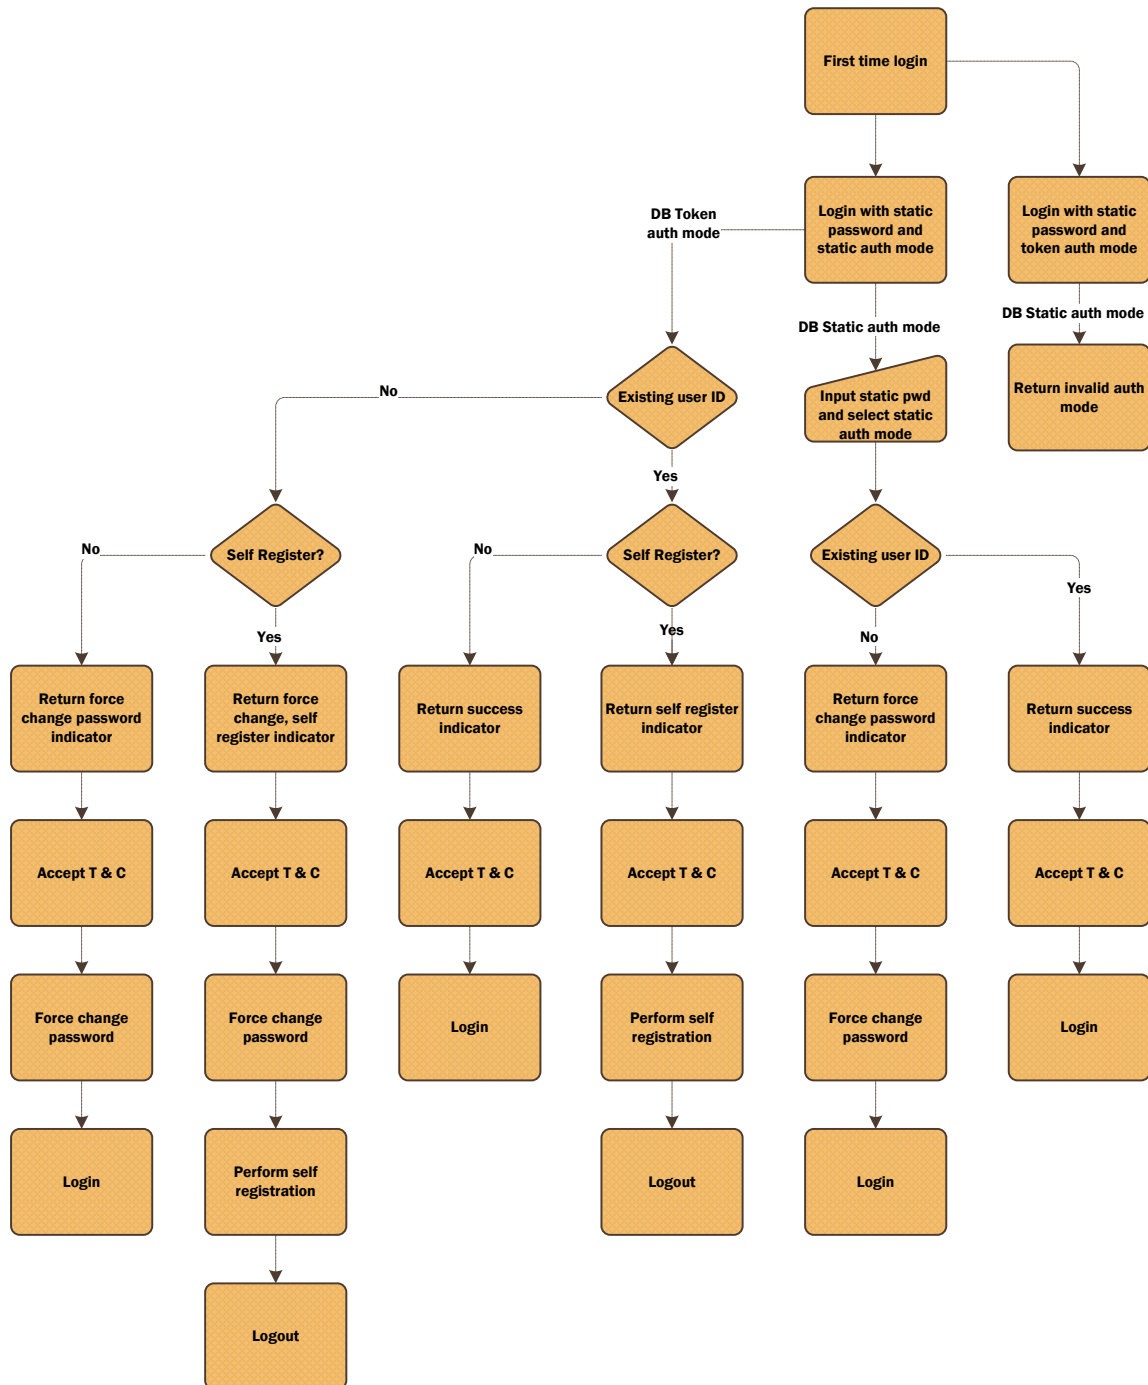 First time login
Login with static
password and
static auth mode
Login with static
password and
token auth mode
DB Token
auth mode
DB Static auth mode
DB Static auth mode
No
Existing user ID
Input static pwd
and select static
auth mode
Return invalid auth
mode
Yes
No
Self Register?
No
Self Register?
Existing user ID
Yes
Yes
Yes
No
Return force
change password
indicator
Return force
change, self
register indicator
Return success
indicator
Return self register
indicator
Return force
change password
indicator
Return success
indicator
Accept T & C
Accept T & C
Accept T & C
Accept T & C
Accept T & C
Accept T & C
Force change
password
Force change
password
Login
Perform self
registration
Force change
password
Login
Login
Perform self
registration
Logout
Login
Logout